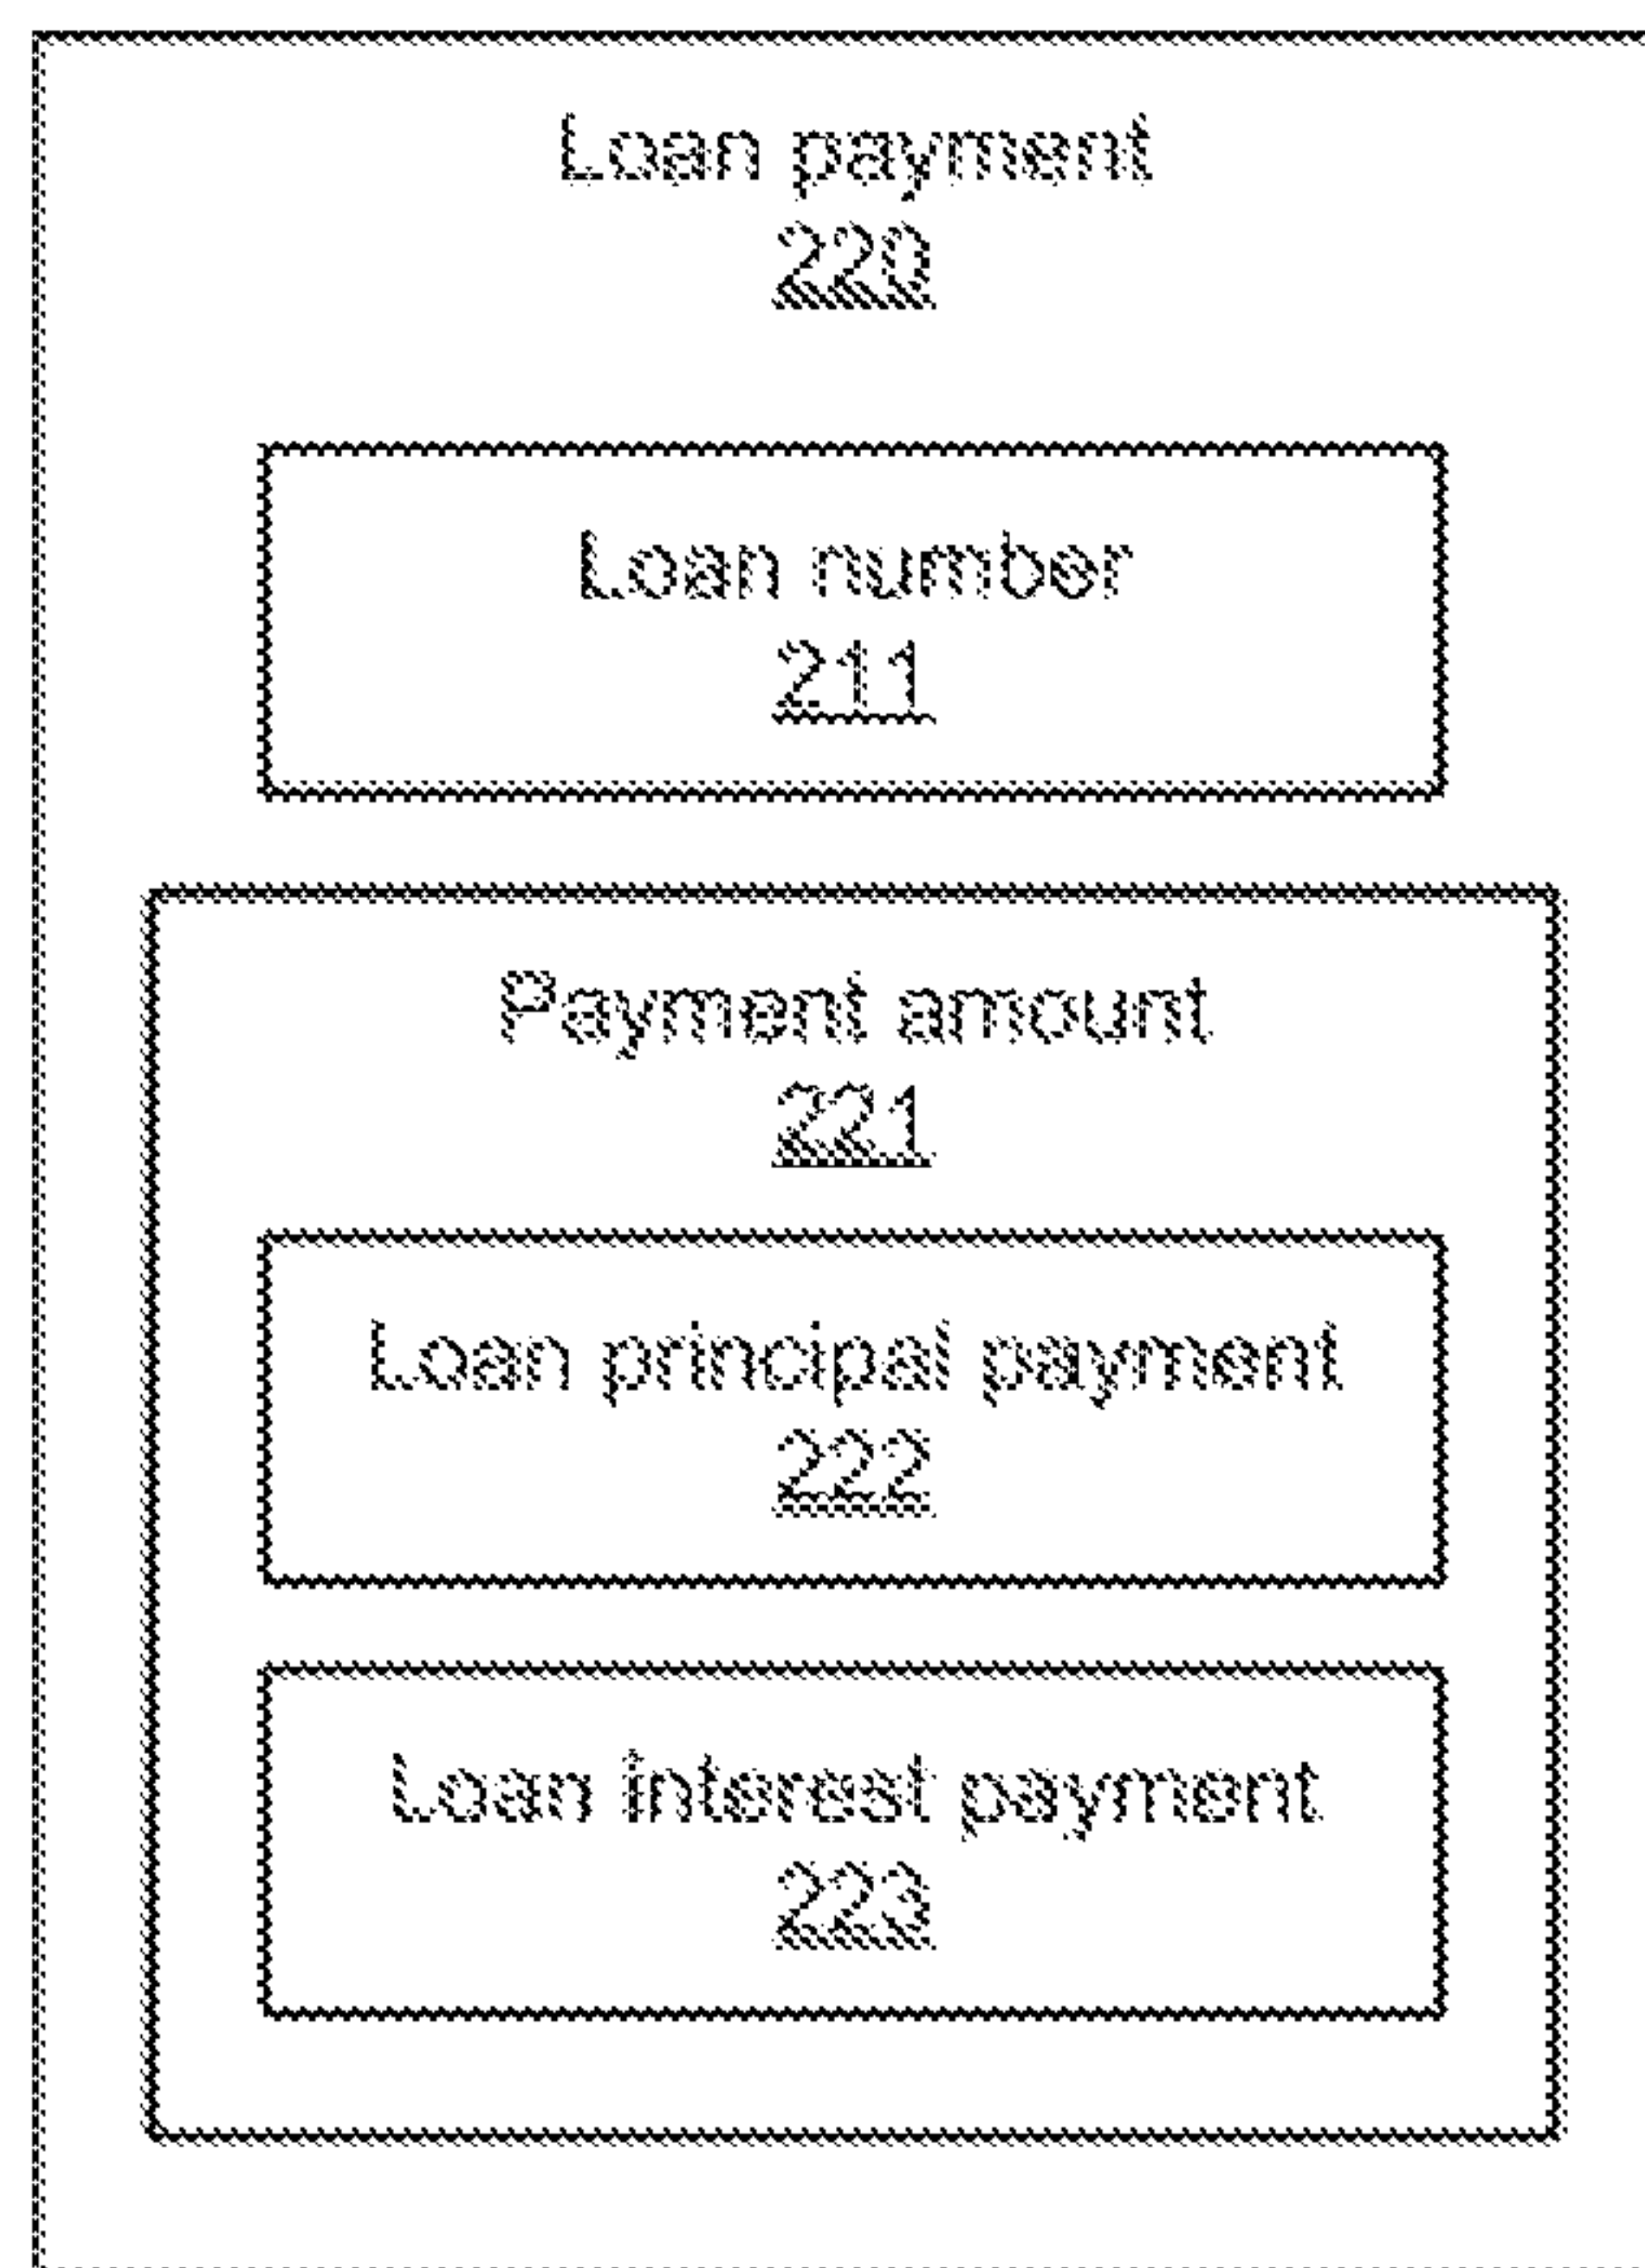 Loan payment
220
Loan number
211
Payment amount
221
Loan principal payment
222
Loan interest payment
223